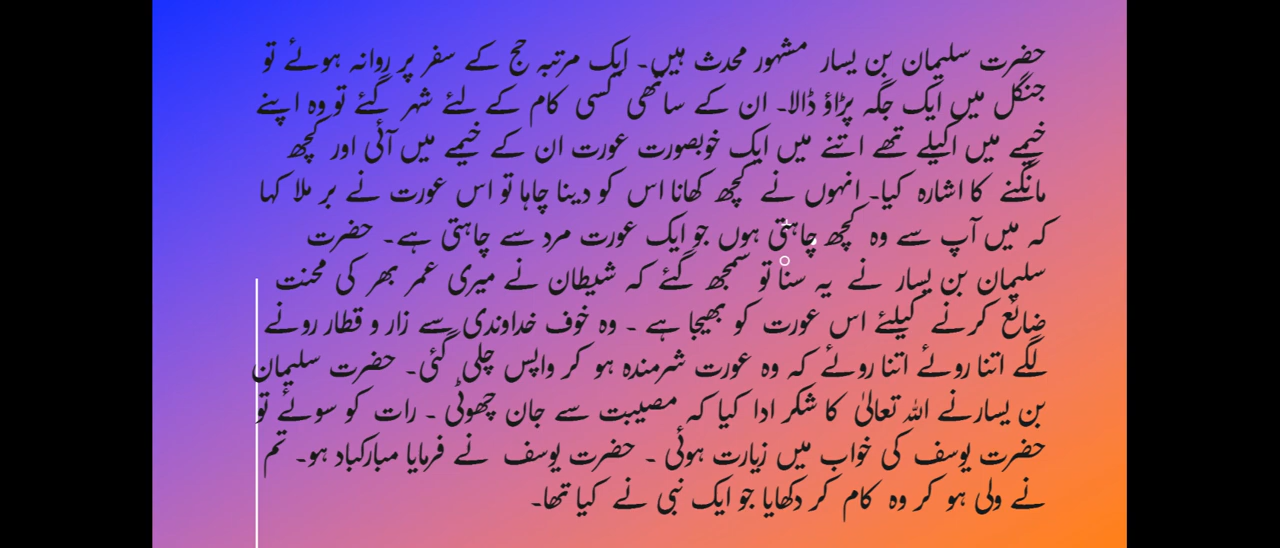 حضرت سلیمان بن یسار مشہور محدث ہیں۔ ایک مرتبہ حج کے سفر پر روانہ ہوئے تو
جنگل میں ایک جگہ پڑاؤ ڈالا۔ ان کے ساتھی کسی کام کے لئے شہر گئے تو وہ اپنے
خیمے میں اکیلے تھے اتنے میں ایک خوبصورت عورت ان کے خیمے میں آئی اور کچھ
مانگنے کا اشارہ کیا۔ انہوں نے کچھ کھانا اس کو دینا چاہا تو اس عورت نے بر ملا کہا
کہ میں آپ سے وہ کچھ چاہتی ہوں جو ایک عورت مرد سے چاہتی ہے۔ حضرت
سلیمان بن یسار نے یہ سنا تو سمجھ گئے کہ شیطان نے میری عمر بھر کی محنت
ضائع کرنے کیلئے اس عورت کو بھیجا ہے ۔ وہ خوف خداوندی سے زار و قطار رونے
لگے اتنا روئے اتنا روئے کہ وہ عورت شرمندہ ہو کر واپس چلی گئی۔ حضرت سلیمان
بن یسارنے اللہ تعالیٰ کا شکر ادا کیا کہ مصیبت سے جان چھوٹی ۔ رات کو سوئے تو
حضرت یوسف کی خواب میں زیارت ہوئی ۔ حضرت یوسف نے فرمایا مبارکباد ہو۔ تم
نے ولی ہو کر وہ کام کر دکھایا جو ایک نبی نے کیا تھا۔